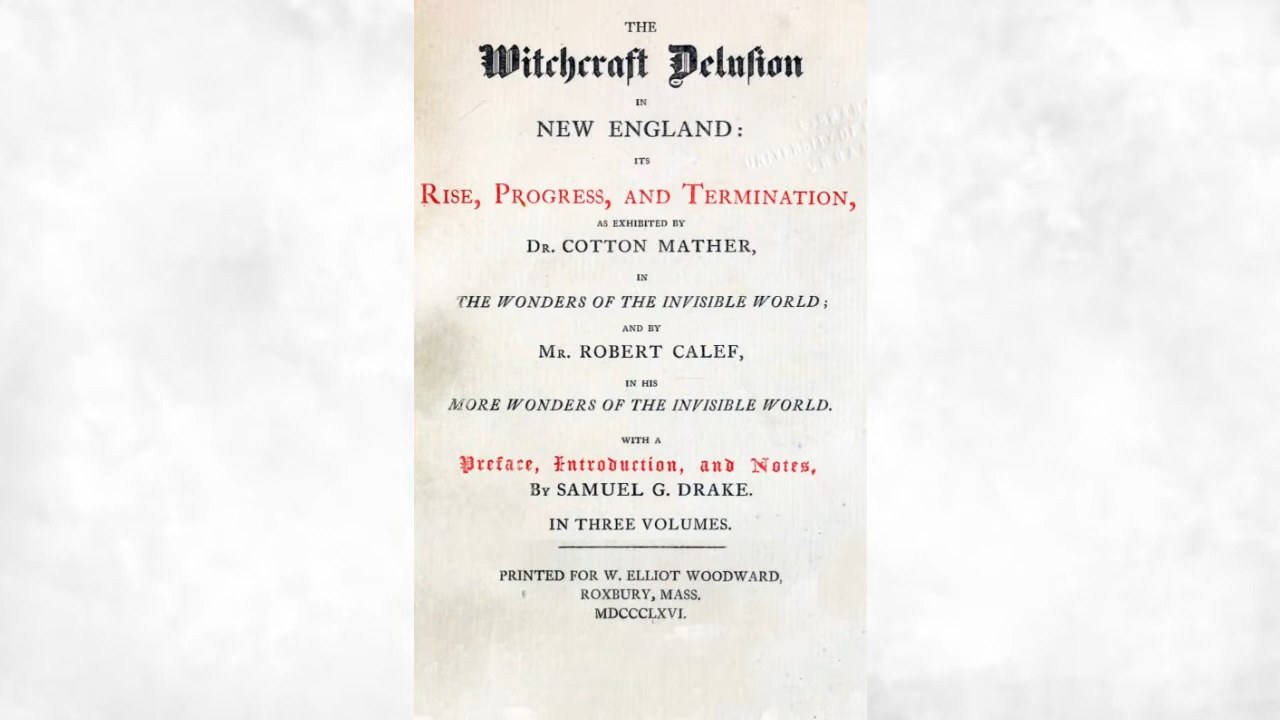 THE
Witchcraft Deluſion
IN
NEW ENGLAND:
ITS
RISE, PROGRESS, AND TERMINATION,
AS EXHIBITED BY
DR. COTTON MATHER,
IN
THE WONDERS OF THE INVISIBLE WORLD;
AND BY
MR. ROBERT CALEF,
IN HIS
MORE WONDERS OF THE INVISIBLE WORLD.
WITH A
Preface, Introduction, and Notes,
BY SAMUEL G. DRAKE.
IN THREE VOLUMES.
PRINTED FOR W. ELLIOT WOODWARD,
ROXBURY, MASS.
MDCCCLXVI.